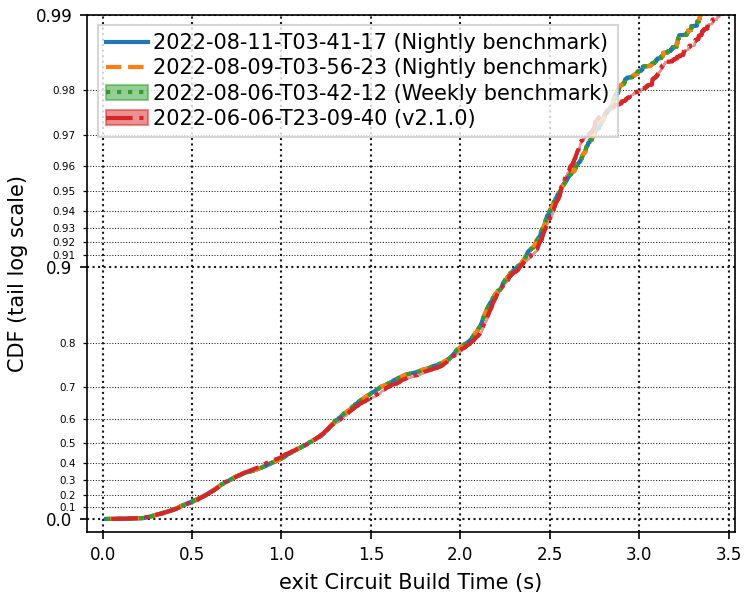 0.99
2022-08-11-T03-41-17 (Nightly benchmark)
2022-08-09-T03-56-23 (Nightly benchmark)
2022-08-06-T03-42-12 (Weekly benchmark)
2022-06-06-T23-09-40 (v2.1.0)
0.98
0.97
0.96
0.95
0.94
0.93
0.92
0.91
0.9
0.8
0.7
0.6
0.5
0.4
0.3
0.2
0.1
0.0
CDF (tail log scale)
0.0 0.5 1.0 1.5 2.0 2.5 3.0 3.5
exit Circuit Build Time (s)